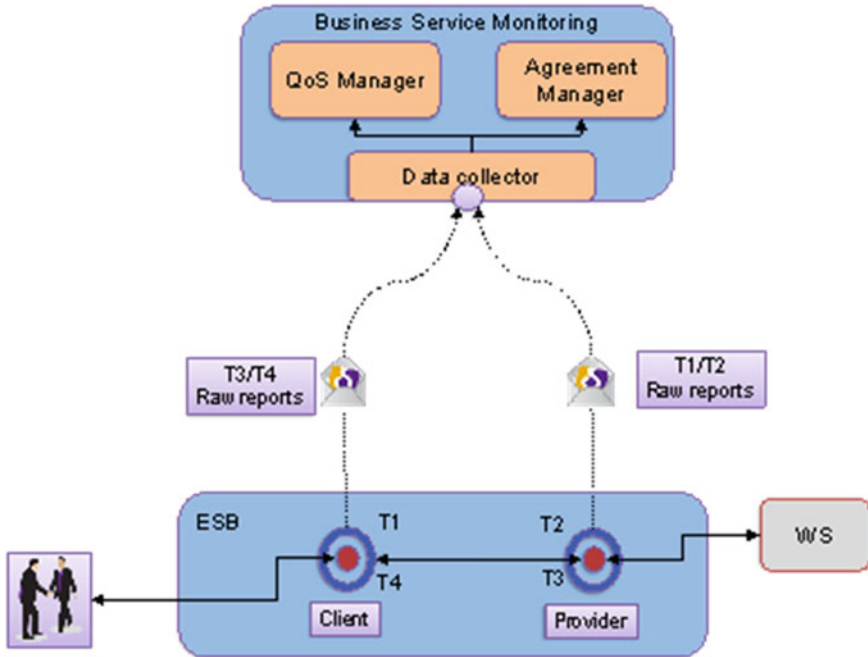 Business Service Monitoring
QoS Manager
Agreement
Manager
Data collector
T3/T4
Raw reports
T1/T2
Raw reports
ESB
T1
T2
WS
T4
T3
Client
Provider